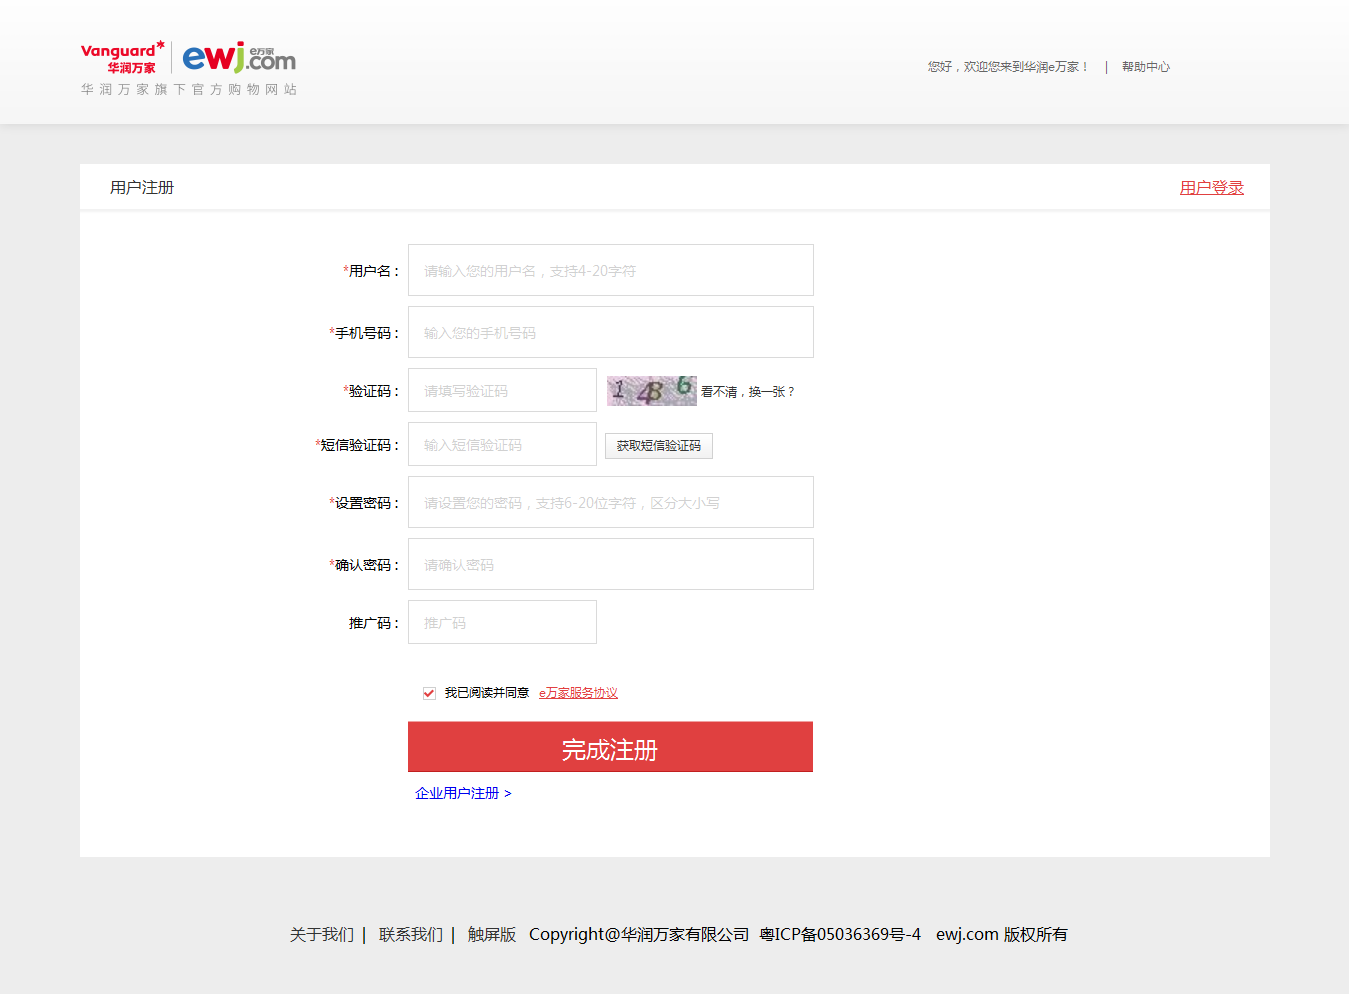 Vanguard
华润万家
ewj.com
e万家
华润万家旗下官方购物网站
您好，欢迎您来到华润e万家！ | 帮助中心
用户注册
用户登录
*用户名： 请输入您的用户名，支持4-20字符
*手机号码： 输入您的手机号码
*验证码： 请填写验证码 1 4 8 6 看不清，换一张？
*短信验证码： 输入短信验证码 获取短信验证码
*设置密码： 请设置您的密码，支持6-20位字符，区分大小写
*确认密码： 请确认密码
推广码： 推广码
我已阅读并同意 e万家服务协议
完成注册
企业用户注册 >
关于我们 | 联系我们 | 触屏版 Copyright@华润万家有限公司 粤ICP备05036369号-4 ewj.com 版权所有